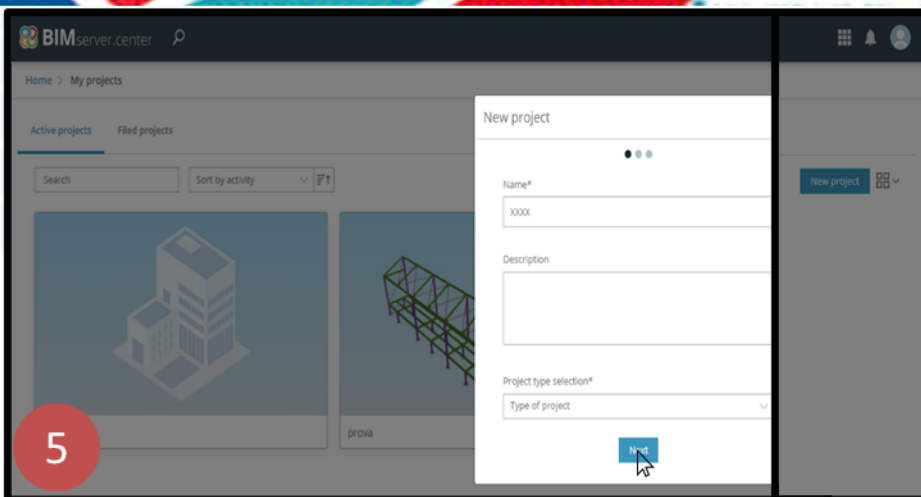 BIMserver.center
Home > My projects
New project
Active projects Filed projects
Name*
Search
Sort by activity
New project
xxxx
Description
Project type selection*
Type of project
prova
Next
5